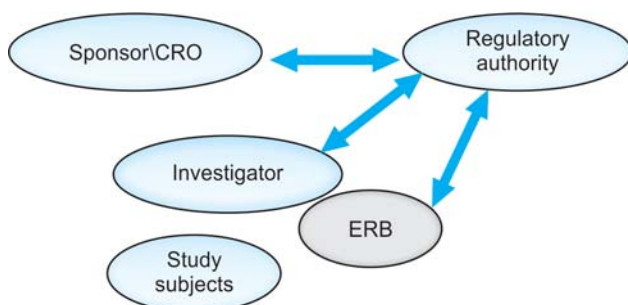 Sponsor\CRO
Regulatory
authority
Investigator
ERB
Study
subjects